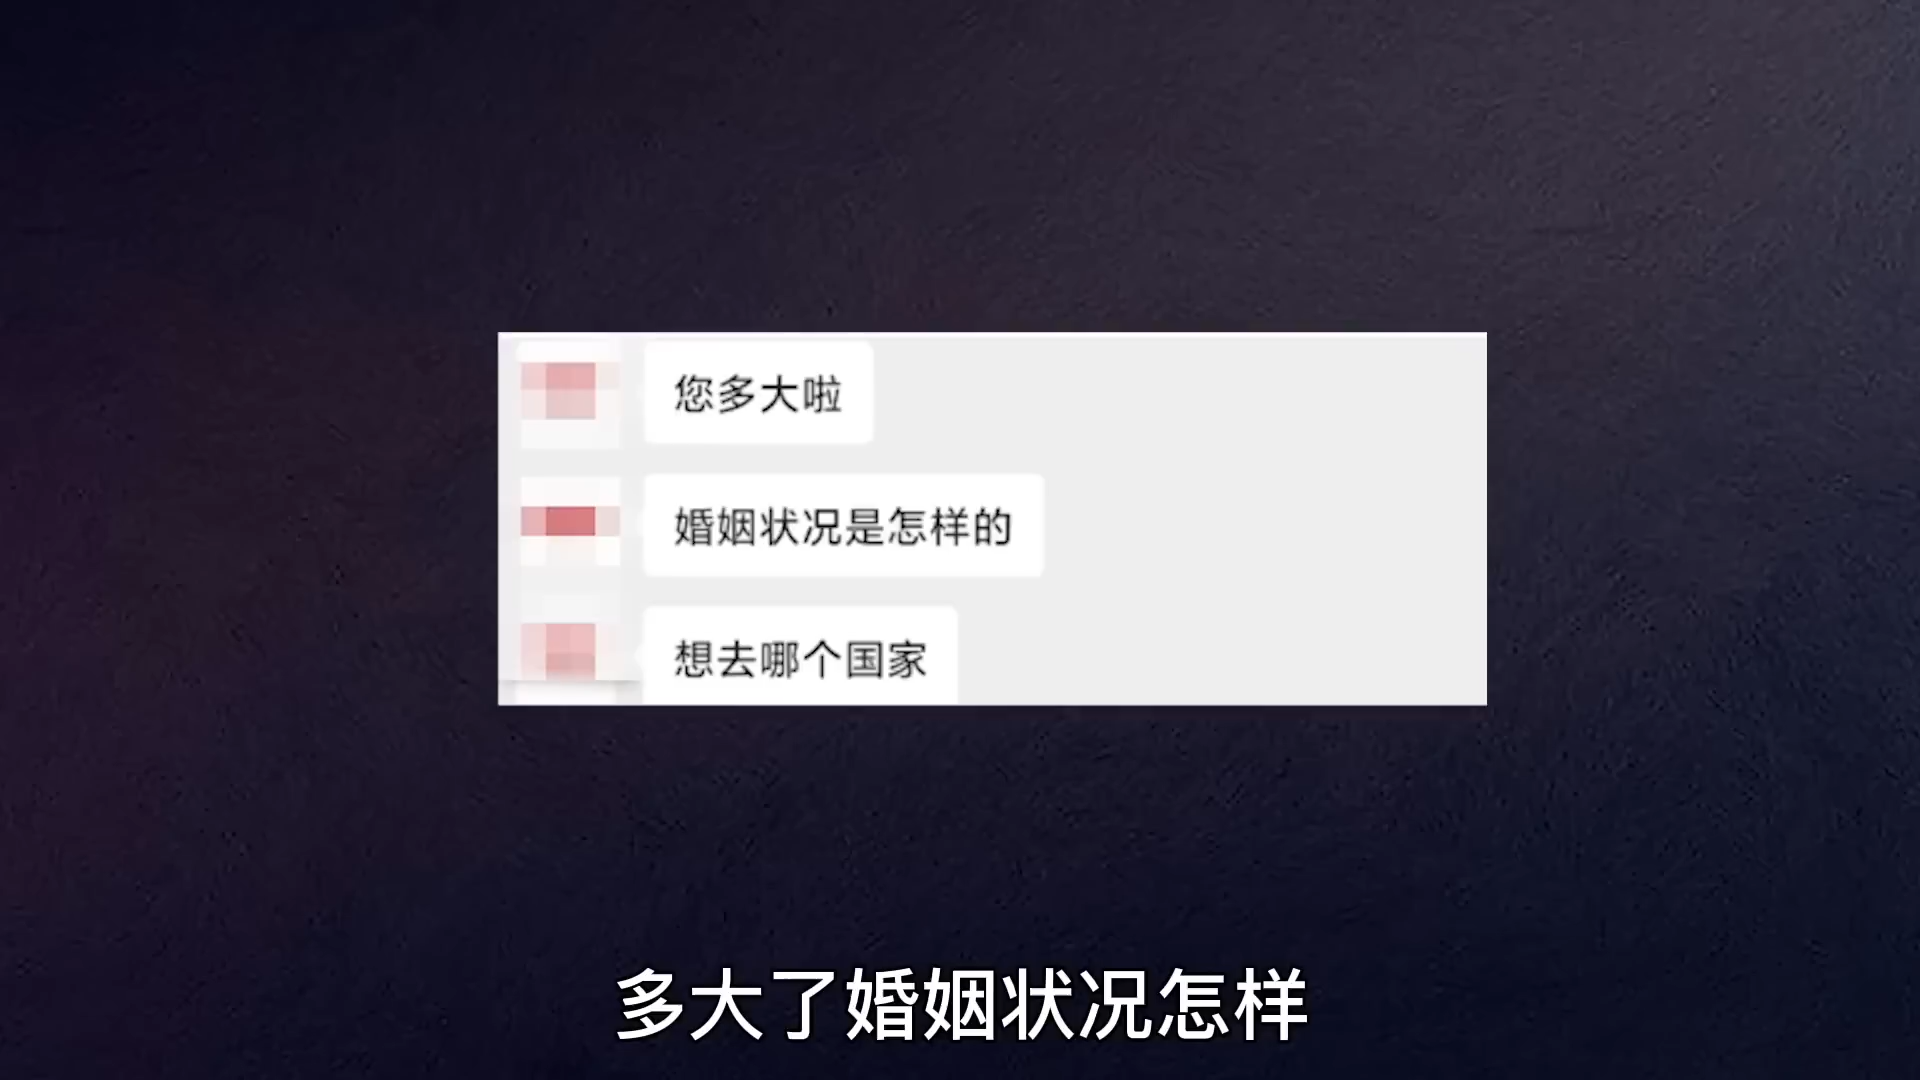 您多大啦
婚姻状况是怎样的
想去哪个国家
多大了婚姻状况怎样